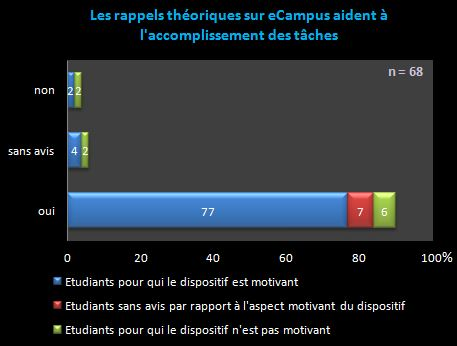 Les rappels théoriques sur eCampus aident à
l'accomplissement des tâches
n = 68
non
2 2
sans avis
4 2
oui
77 7 6
0 20 40 60 80 100%
Etudiants pour qui le dispositif est motivant
Etudiants sans avis par rapport à l'aspect motivant du dispositif
Etudiants pour qui le dispositif n'est pas motivant